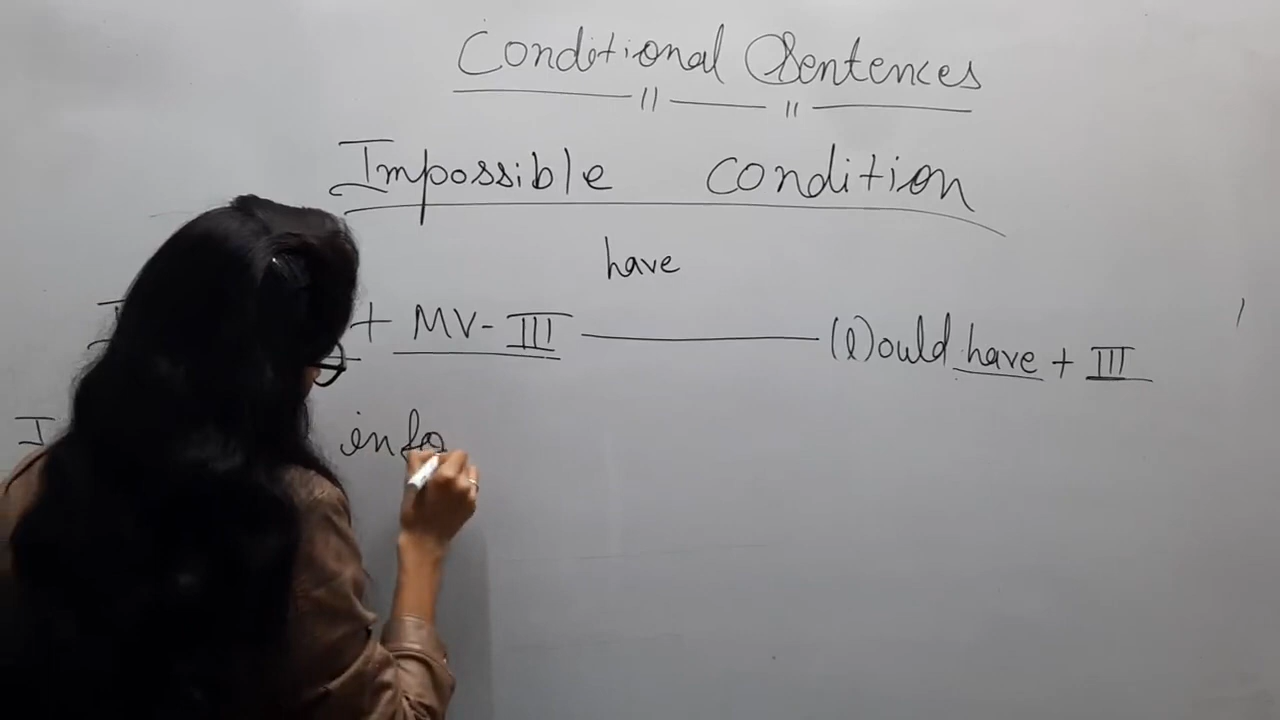 Conditional Sentences
Impossible condition
have
+ MV - III (l)ould have + III
I info